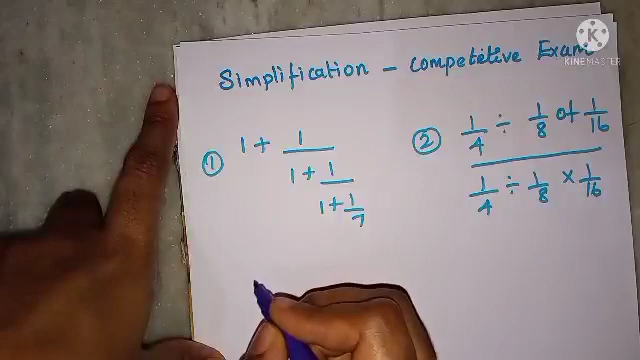 Simplification - Competetive Exam
KINEMASTER
① 1 + 1
1 + 1
1 + 1/7
② 1/4 ÷ 1/8 of 1/16
1/4 ÷ 1/8 × 1/16